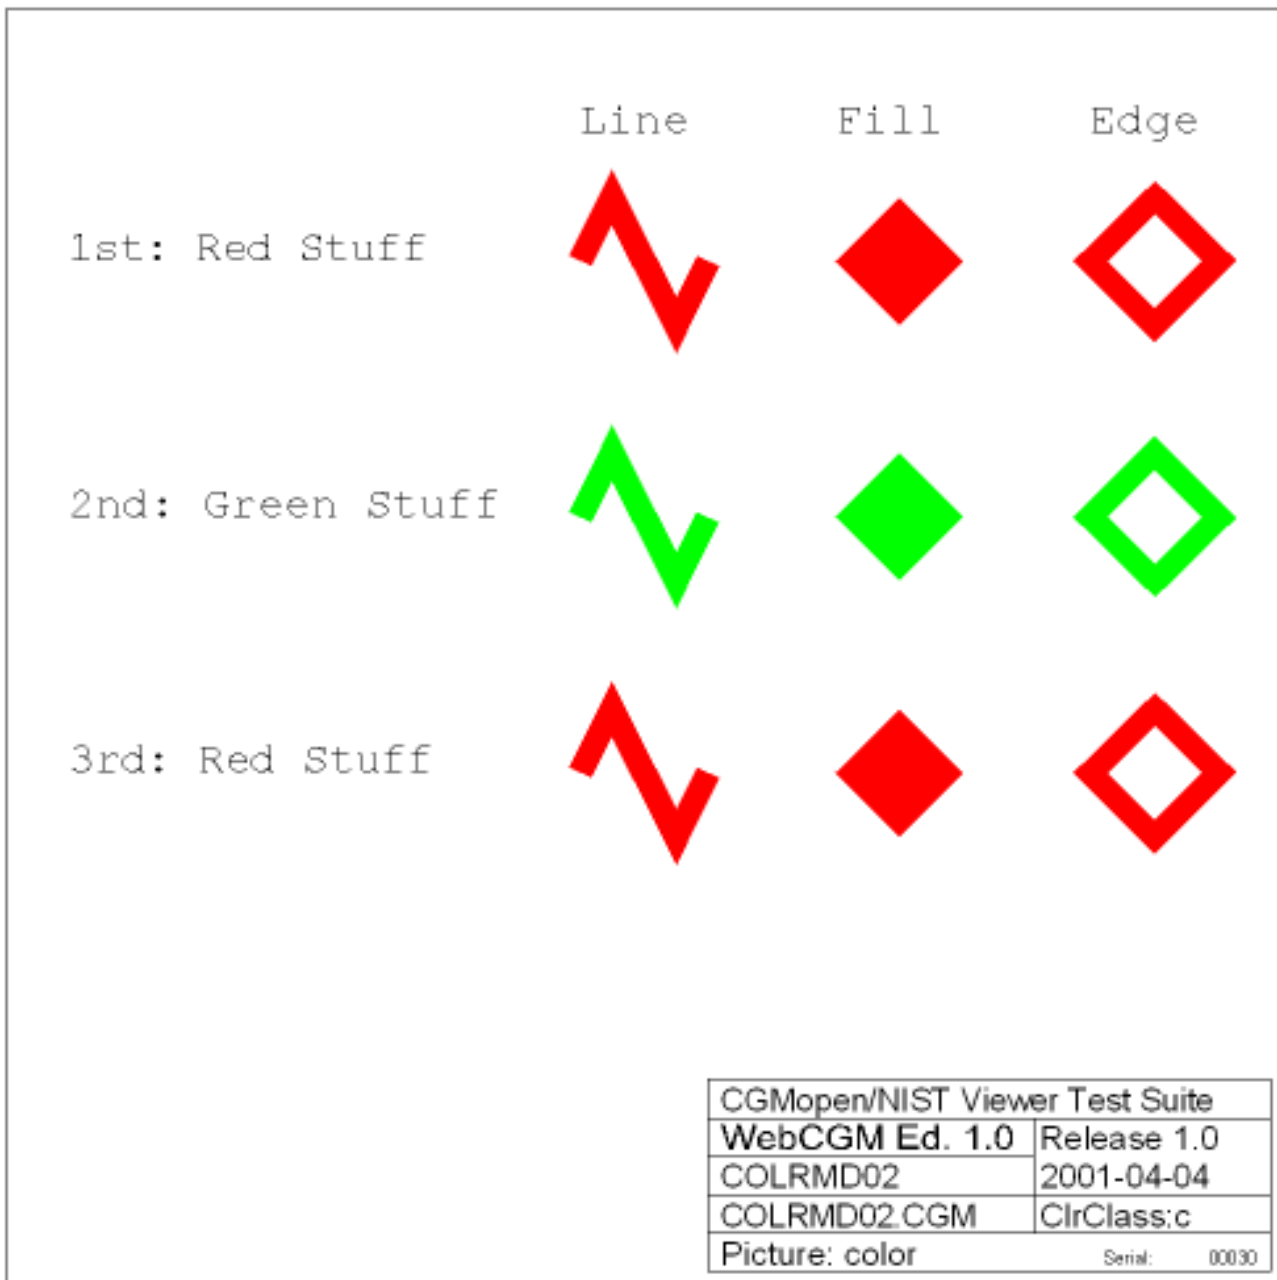 Line Fill Edge
1st: Red Stuff
2nd: Green Stuff
3rd: Red Stuff
CGMopen/NIST Viewer Test Suite
WebCGM Ed. 1.0 Release 1.0
COLRMD02 2001-04-04
COLRMD02.CGM ClrClass:c
Picture: color Serial: 00030